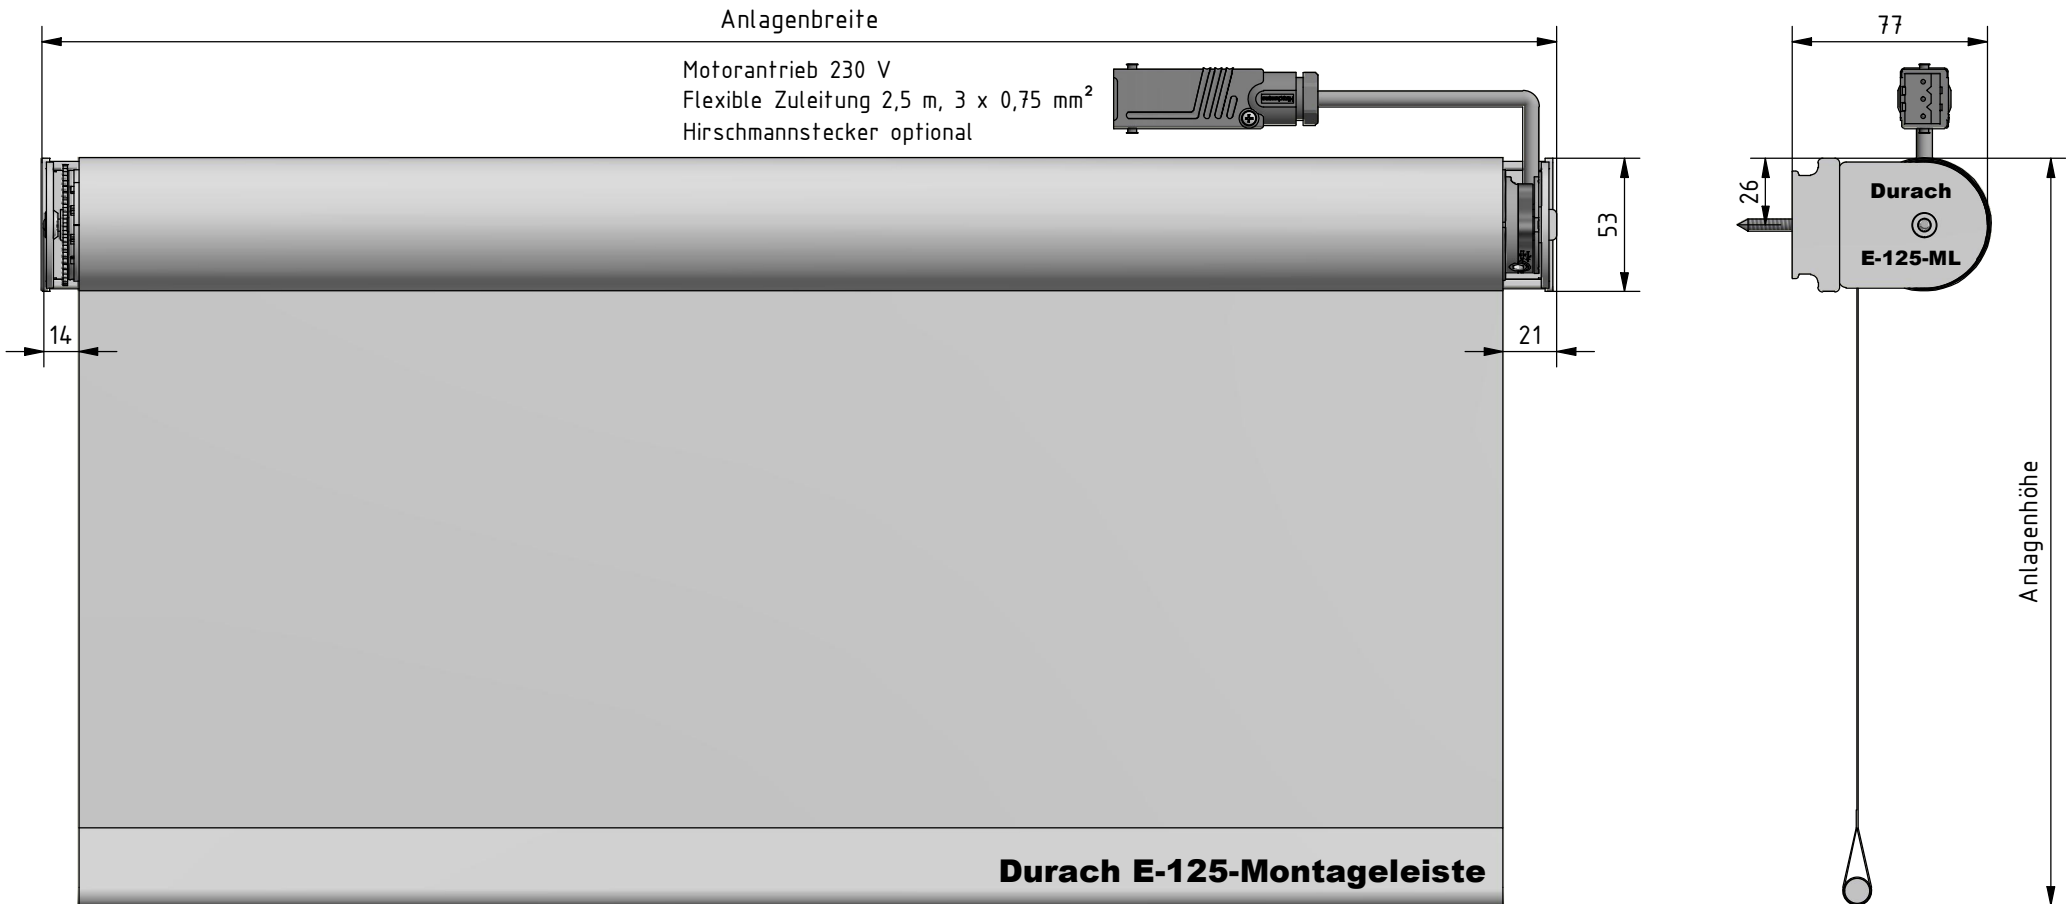 Anlagenbreite
77
Motorantrieb 230 V
Flexible Zuleitung 2,5 m, 3 x 0,75 mm²
Hirschmannstecker optional
26
Durach
53
E-125-ML
14
21
Anlagenhöhe
Durach E-125-Montageleiste